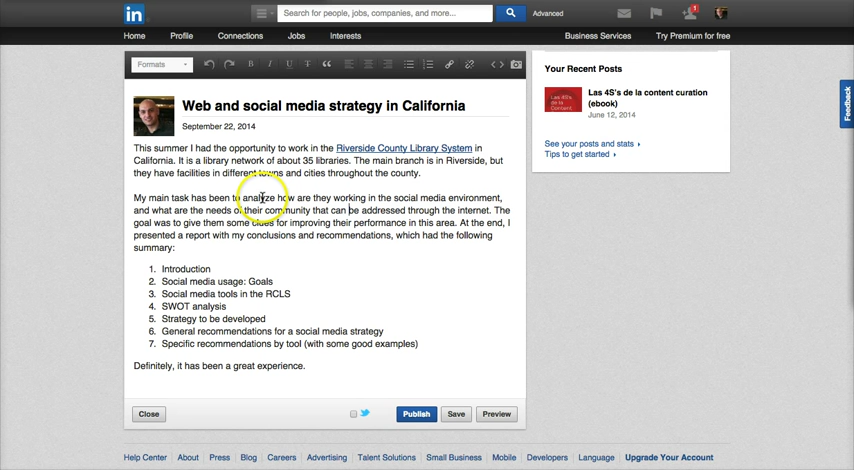 in
Search for people, jobs, companies, and more...
Advanced
1
Home Profile Connections Jobs Interests Business Services Try Premium for free
Formats B I U T
Your Recent Posts
Las 4S's de la content curation
(ebook)
June 12, 2014
See your posts and stats
Tips to get started
Feedback
Web and social media strategy in California
September 22, 2014
This summer I had the opportunity to work in the Riverside County Library System in
California. It is a library network of about 35 libraries. The main branch is in Riverside, but
they have facilities in different towns and cities throughout the county.
My main task has been to analyze how are they working in the social media environment,
and what are the needs of their community that can be addressed through the internet. The
goal was to give them some clues for improving their performance in this area. At the end, I
presented a report with my conclusions and recommendations, which had the following
summary:
1. Introduction
2. Social media usage: Goals
3. Social media tools in the RCLS
4. SWOT analysis
5. Strategy to be developed
6. General recommendations for a social media strategy
7. Specific recommendations by tool (with some good examples)
Definitely, it has been a great experience.
Close Publish Save Preview
Help Center About Press Blog Careers Advertising Talent Solutions Small Business Mobile Developers Language Upgrade Your Account